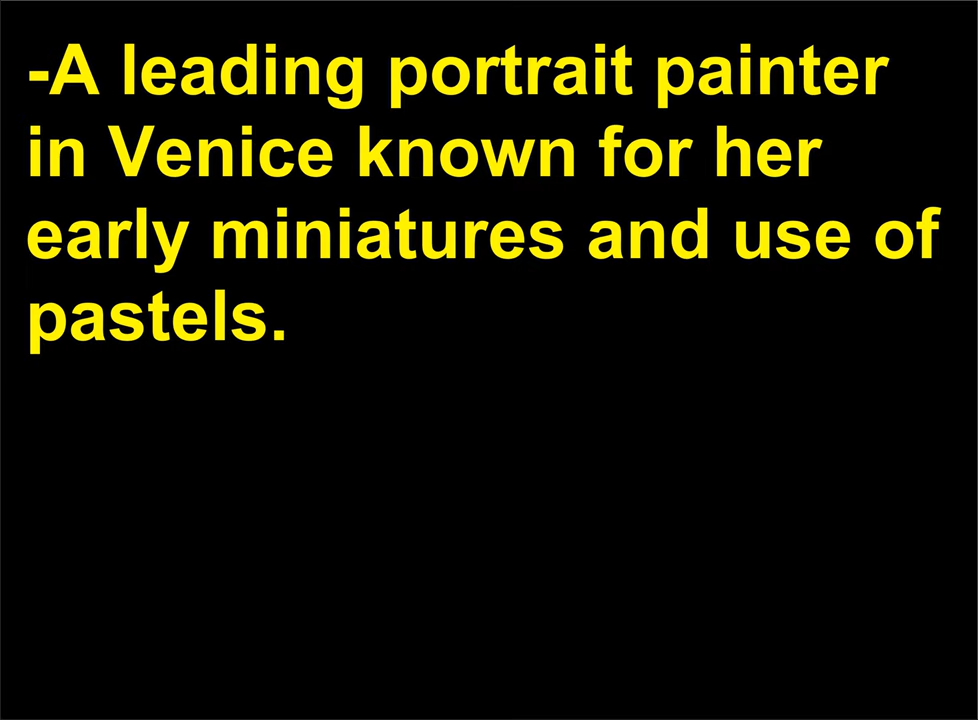 -A leading portrait painter
in Venice known for her
early miniatures and use of
pastels.